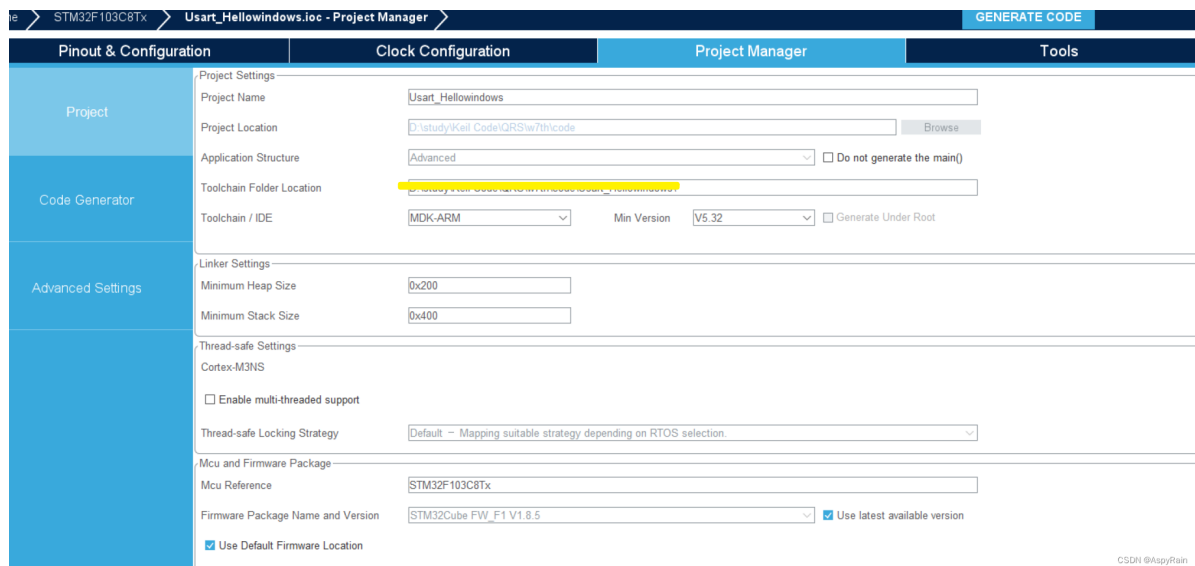 STM32F103C8Tx Usart_Hellowindows.ioc - Project Manager GENERATE CODE
Pinout & Configuration Clock Configuration Project Manager Tools
Project
Code Generator
Advanced Settings
Project Settings
Project Name Usart_Hellowindows
Project Location D:\study\Keil Code\QRS\w7th\code Browse
Application Structure Advanced Do not generate the main()
Toolchain Folder Location
Toolchain / IDE MDK-ARM Min Version V5.32 Generate Under Root
Linker Settings
Minimum Heap Size 0x200
Minimum Stack Size 0x400
Thread-safe Settings
Cortex-M3NS
Enable multi-threaded support
Thread-safe Locking Strategy Default – Mapping suitable strategy depending on RTOS selection.
Mcu and Firmware Package
Mcu Reference STM32F103C8Tx
Firmware Package Name and Version STM32Cube FW_F1 V1.8.5 Use latest available version
Use Default Firmware Location
CSDN @AspyRain